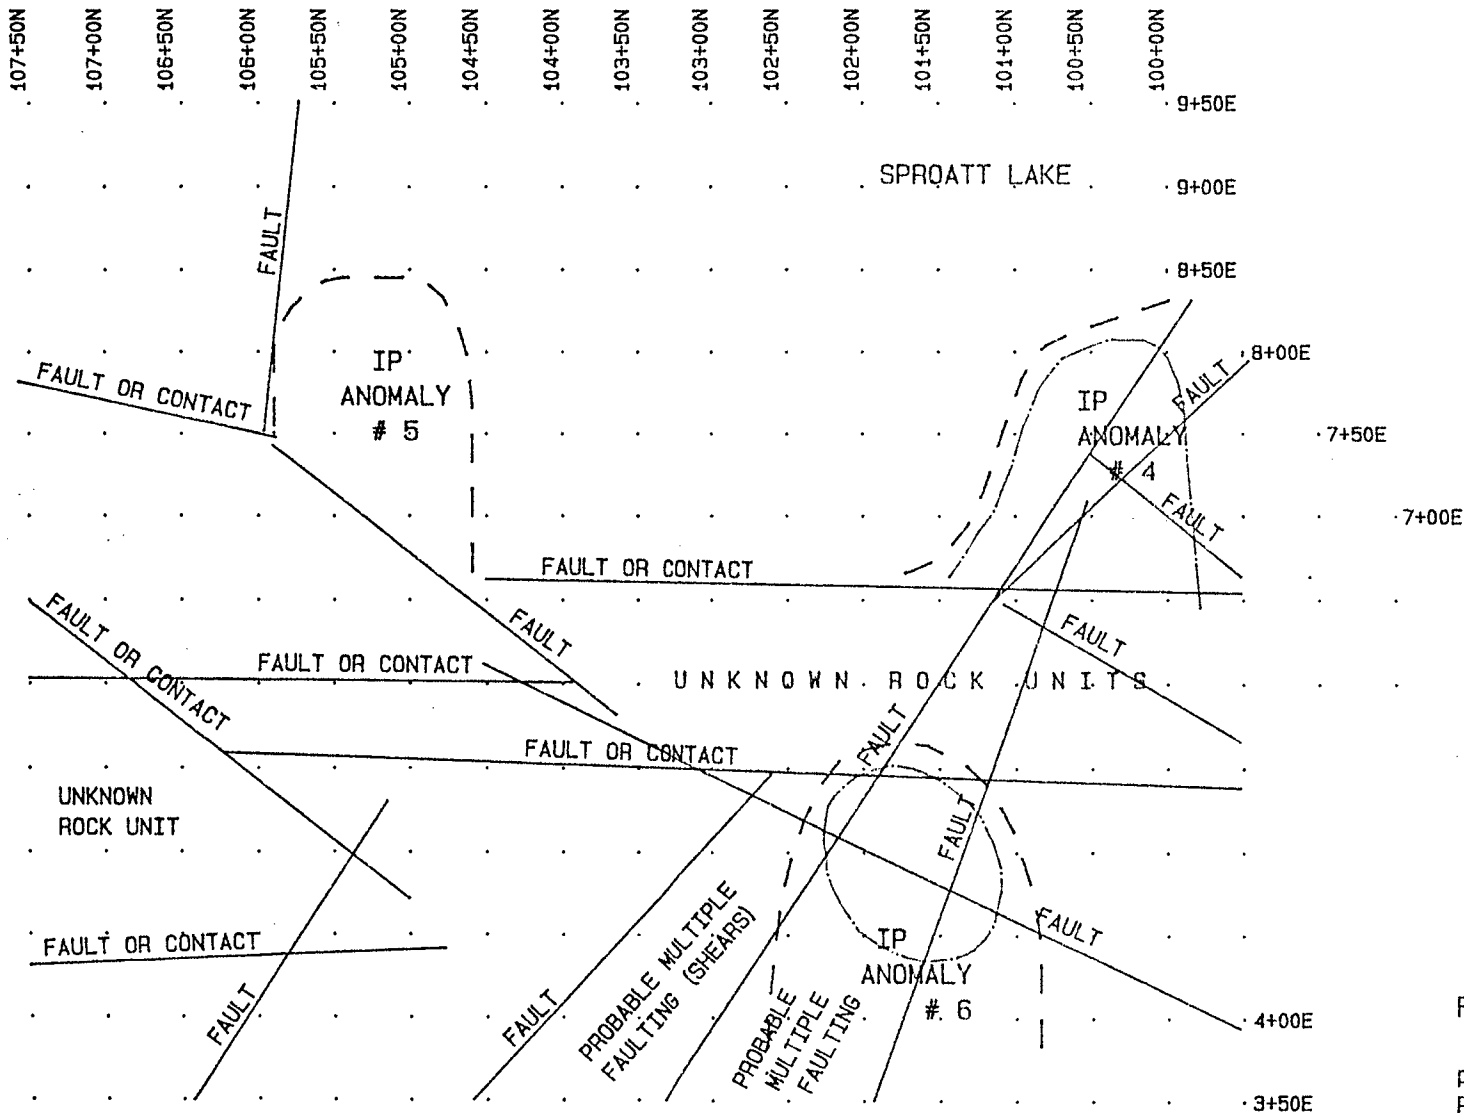 107+50N
107+00N
106+50N
106+00N
105+50N
105+00N
104+50N
104+00N
103+50N
103+00N
102+50N
102+00N
101+50N
101+00N
100+50N
100+00N
9+50E
SPROATT LAKE
9+00E
FAULT
8+50E
IP
ANOMALY
# 5
8+00E
FAULT OR CONTACT
FAULT
IP
ANOMALY
# 4
7+50E
FAULT
7+00E
FAULT OR CONTACT
FAULT OR CONTACT
FAULT
FAULT
FAULT OR CONTACT
UNKNOWN ROCK UNITS
FAULT
FAULT OR CONTACT
UNKNOWN
ROCK UNIT
FAULT
FAULT
FAULT OR CONTACT
IP
ANOMALY
# 6
FAULT
FAULT
PROBABLE MULTIPLE
FAULTING (SHEARS)
PROBABLE
MULTIPLE
FAULTING
4+00E
3+50E